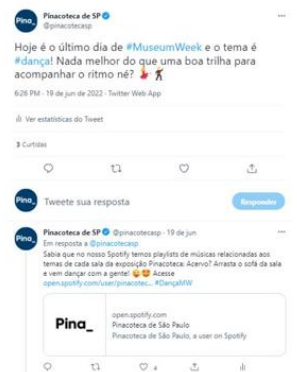 Pina_
Pinacoteca de SP
@pinacotecasp
Hoje é o último dia de #MuseumWeek e o tema é
#dança! Nada melhor do que uma boa trilha para
acompanhar o ritmo né? 💃🕺
6:26 PM · 19 de jun de 2022 · Twitter Web App
Ver estatísticas do Tweet
3 Curtidas
Pina_
Tweete sua resposta
Responder
Pina_
Pinacoteca de SP @pinacotecasp · 19 de jun
Em resposta a @pinacotecasp
Sabia que no nosso Spotify temos playlists de músicas relacionadas aos
temas de cada sala da exposição Pinacoteca: Acervo? Arrasta o sofá da sala
e vem dançar com a gente! 😜😍 Acesse
open.spotify.com/user/pinacotec... #DançaMW
Pina_
open.spotify.com
Pinacoteca de São Paulo
Pinacoteca de São Paulo, a user on Spotify
4